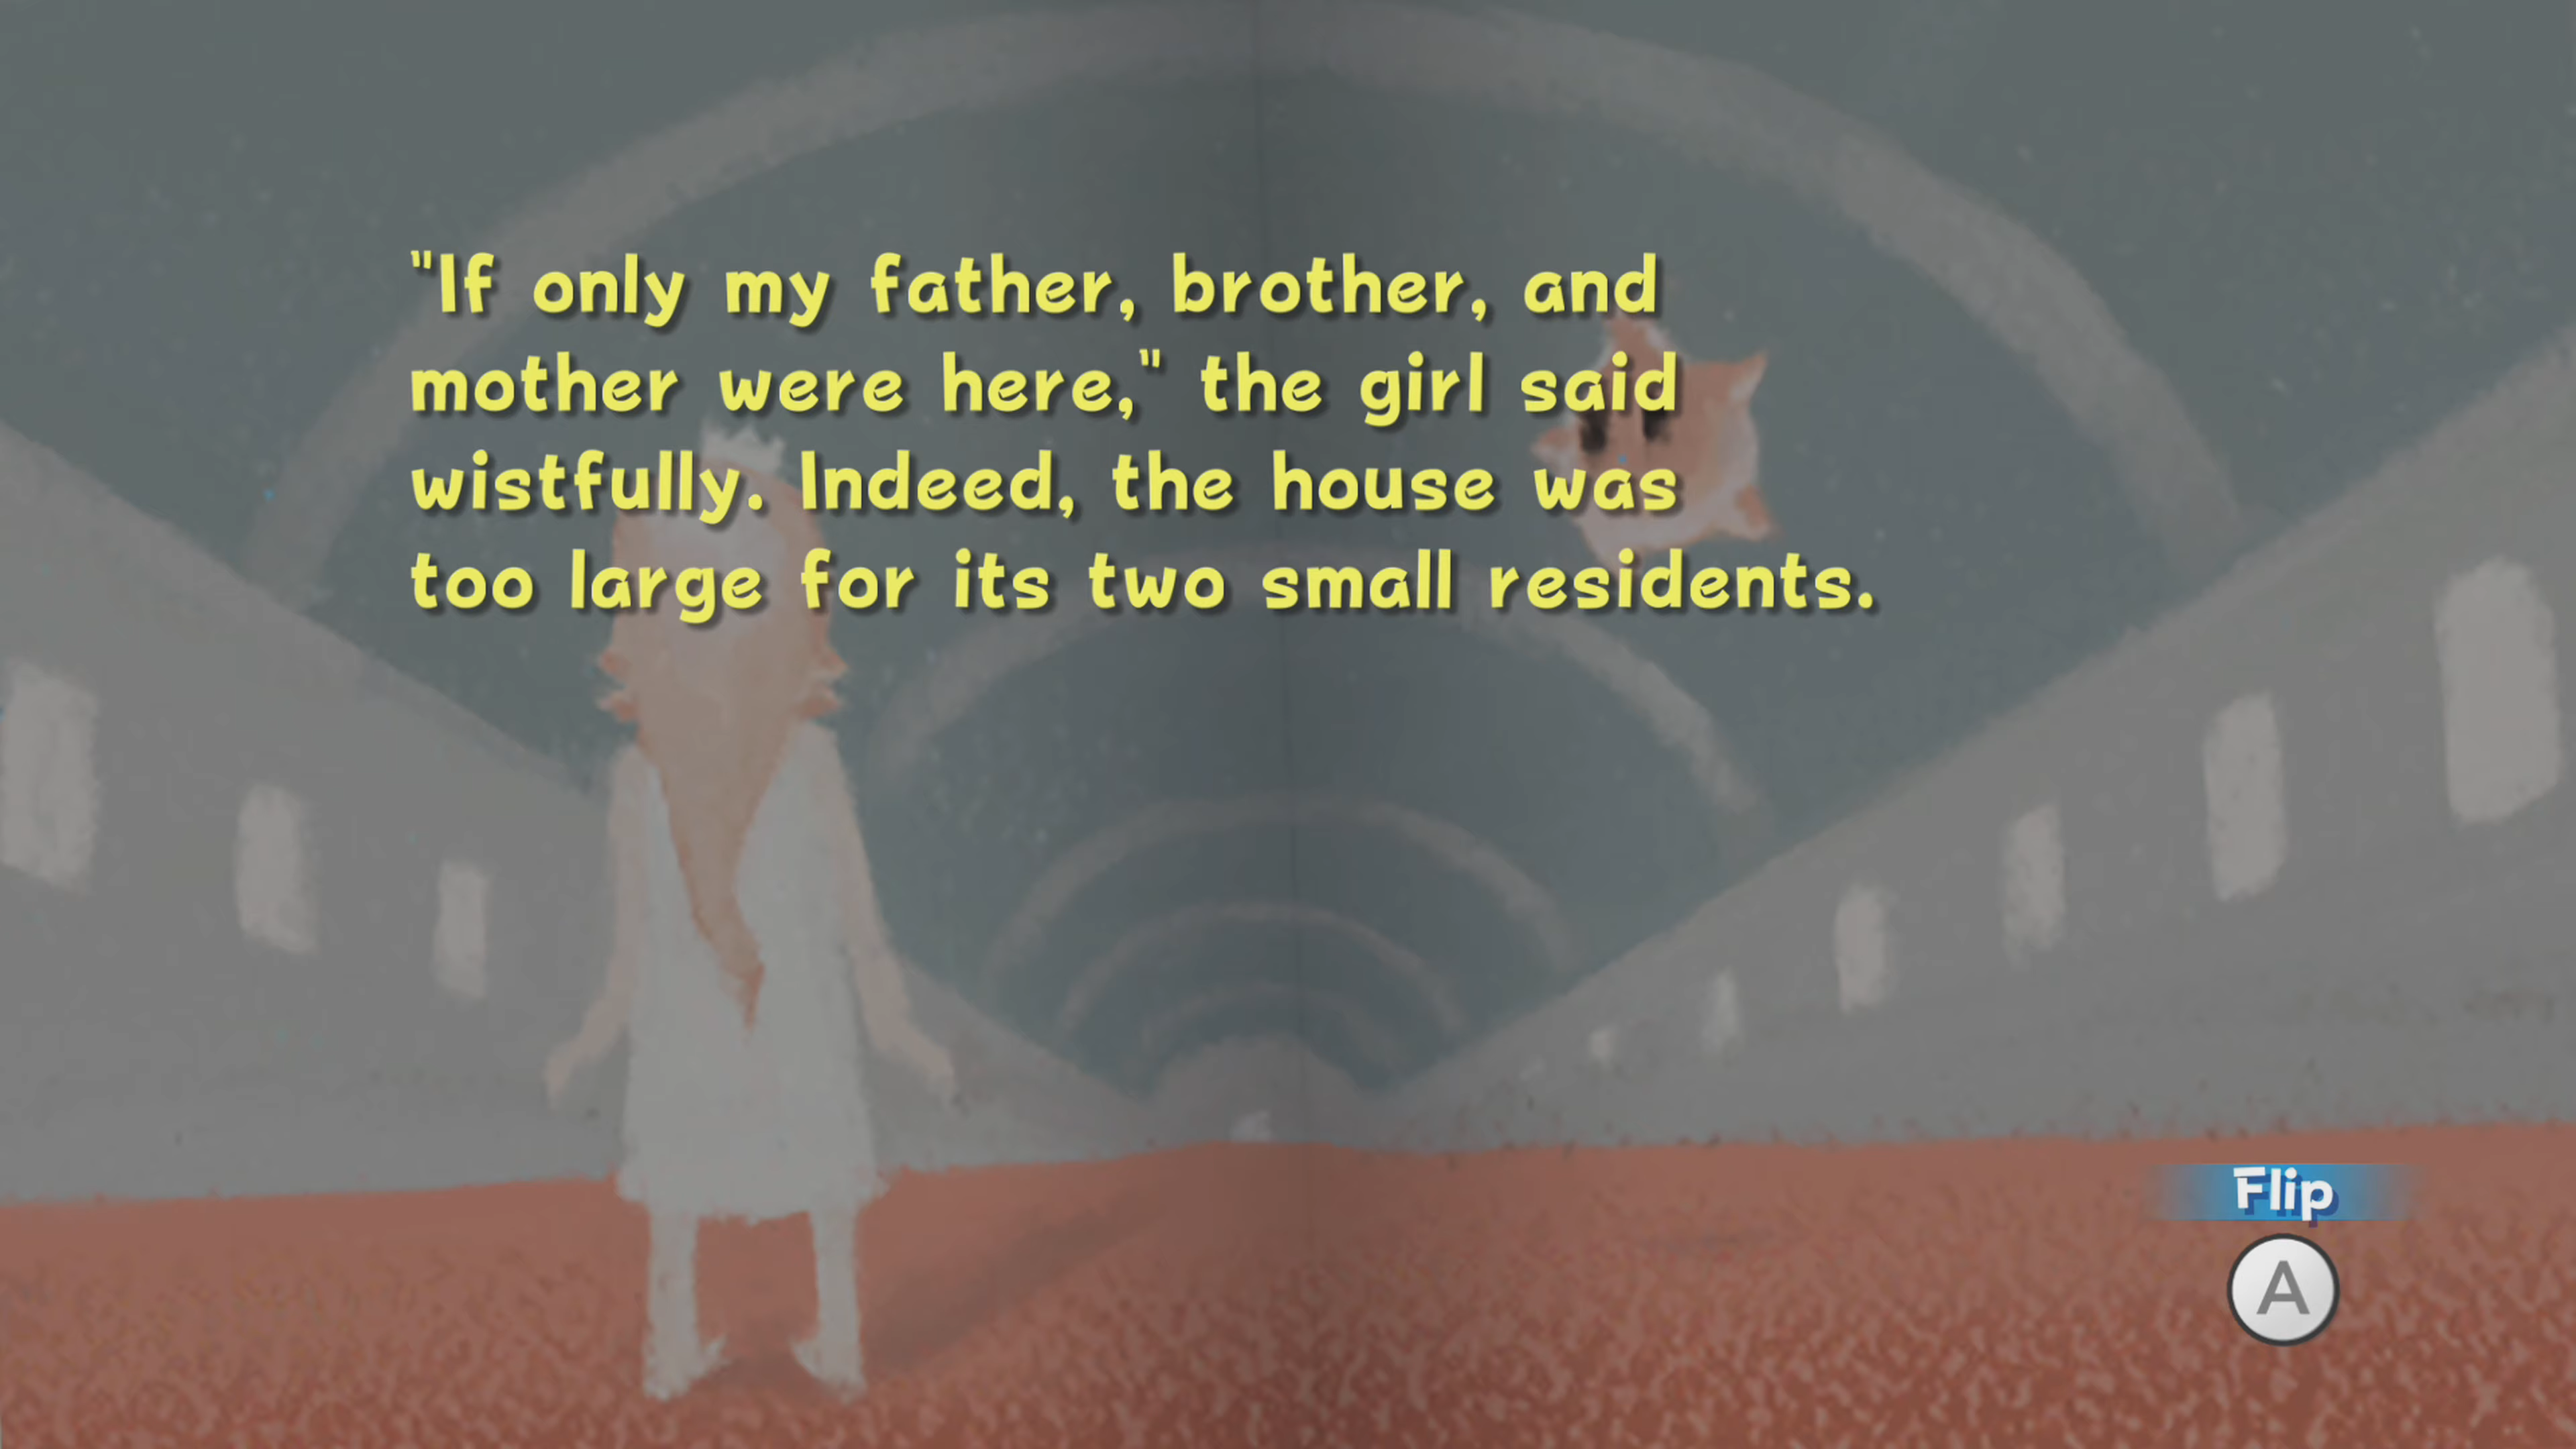 "If only my father, brother, and
mother were here," the girl said
wistfully. Indeed, the house was
too large for its two small residents.
Flip
A